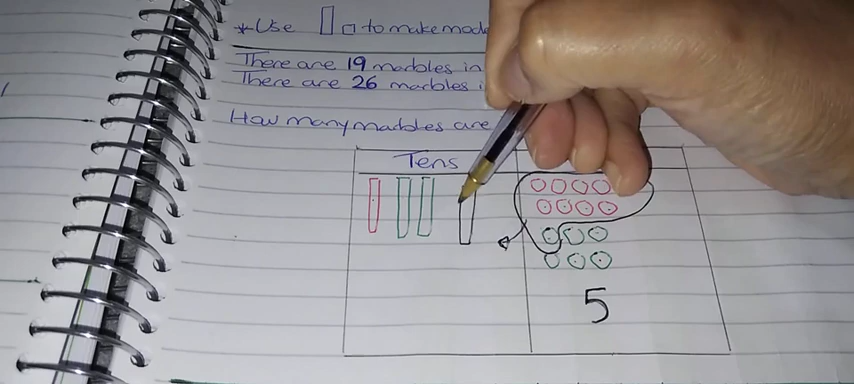 *Use to make mode
There are 19 marbles in
There are 26 marbles i
How many marbles are
Tens
5